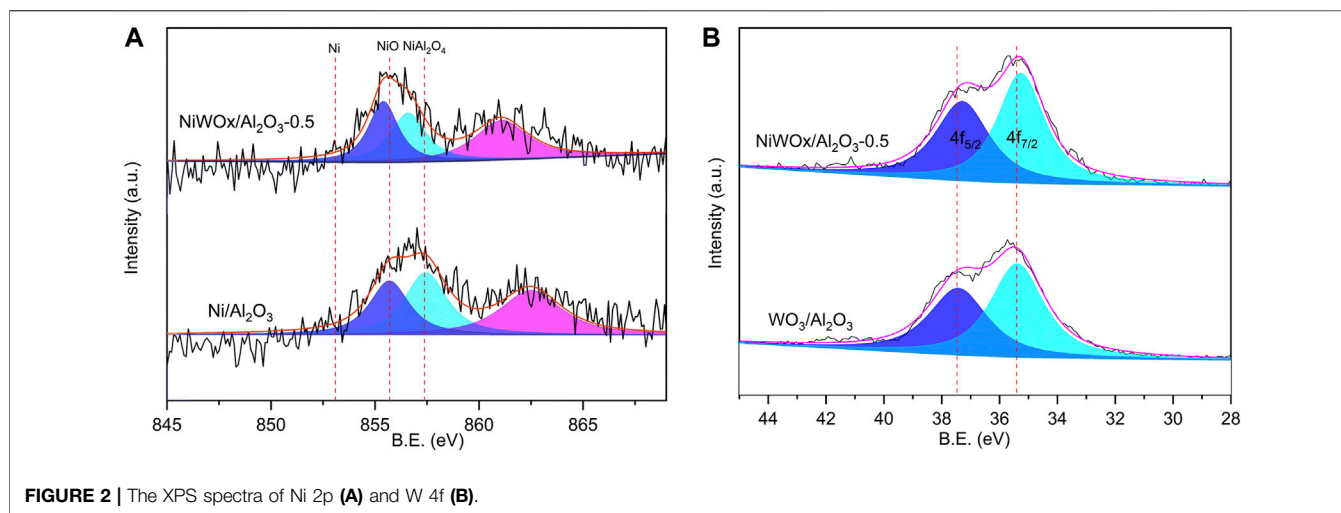 A
B
Ni
NiO
NiAl₂O₄
NiWOx/Al₂O₃-0.5
Ni/Al₂O₃
Intensity (a.u.)
845
850
855
860
865
B.E. (eV)
NiWOx/Al₂O₃-0.5
4f₅/₂
4f₇/₂
WO₃/Al₂O₃
Intensity (a.u.)
44
42
40
38
36
34
32
30
28
B.E. (eV)
FIGURE 2 | The XPS spectra of Ni 2p (A) and W 4f (B).